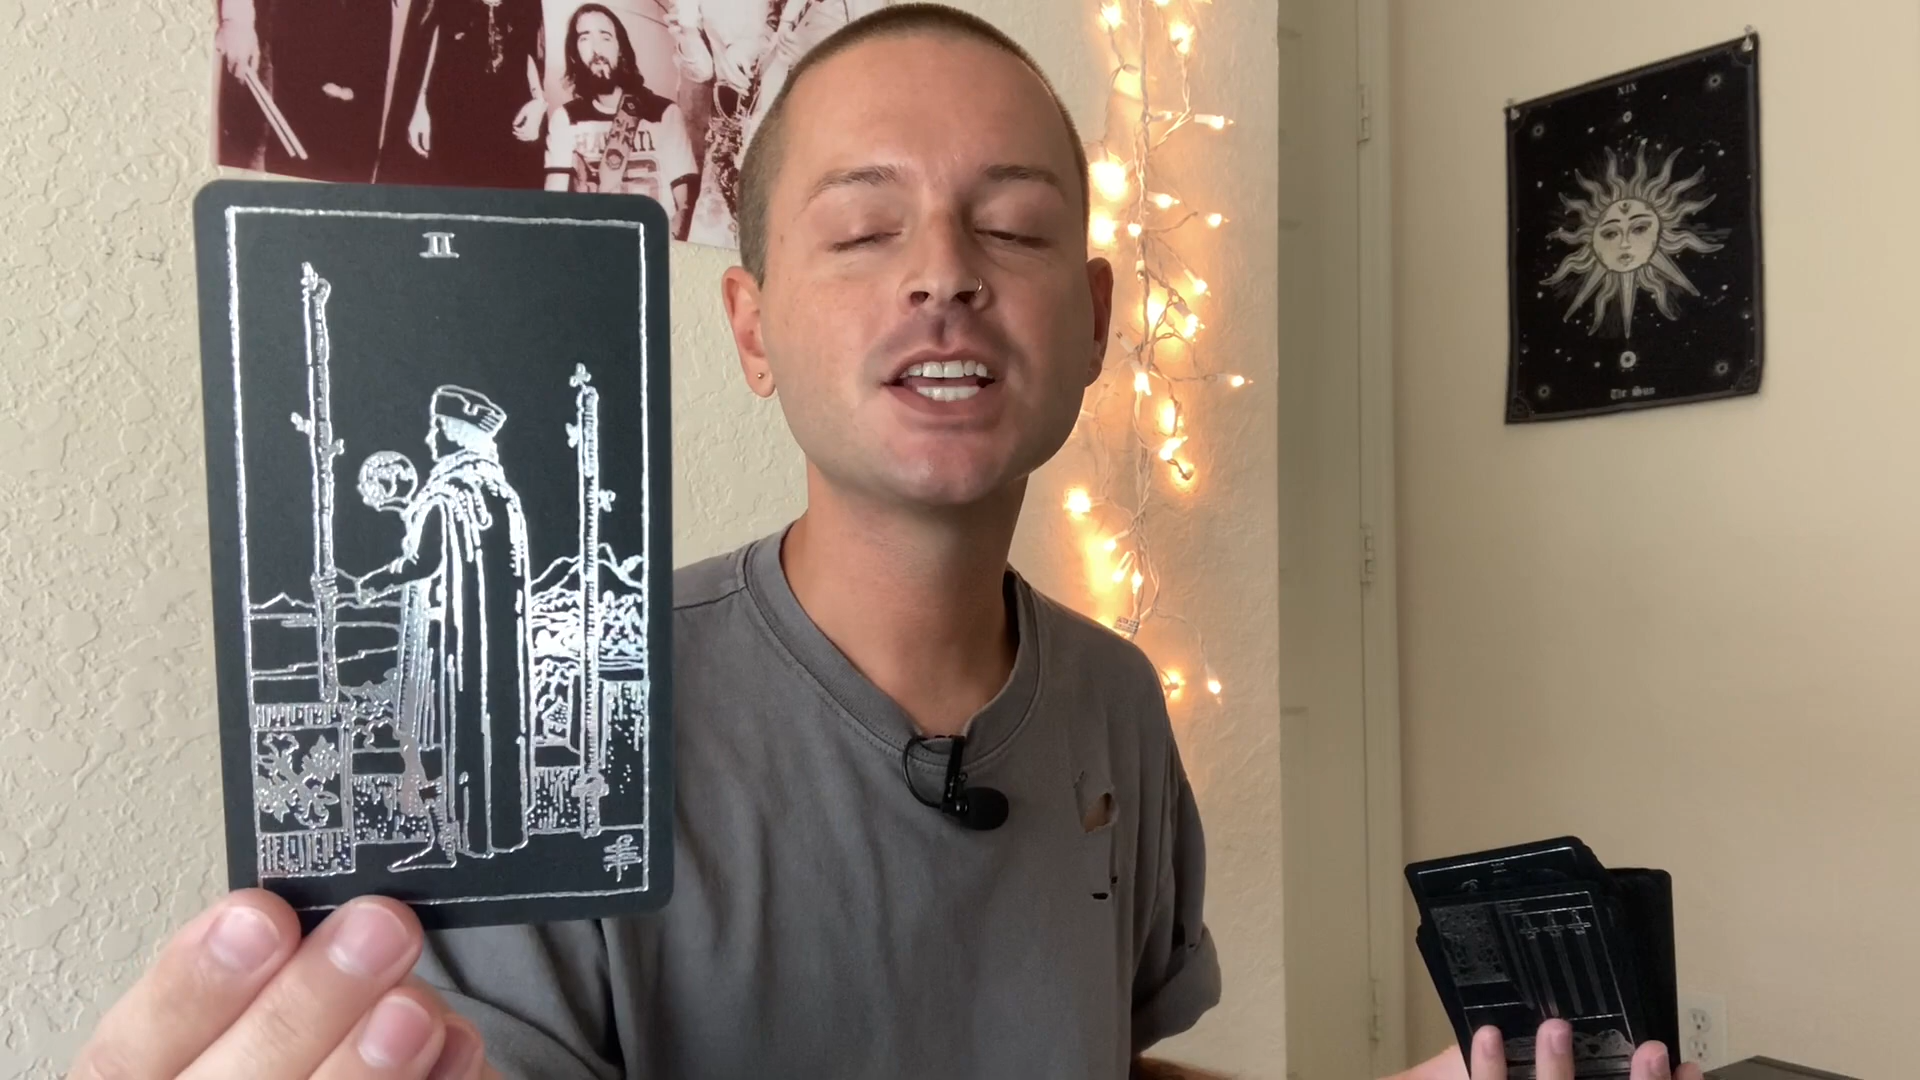 II
XIX
The Sun